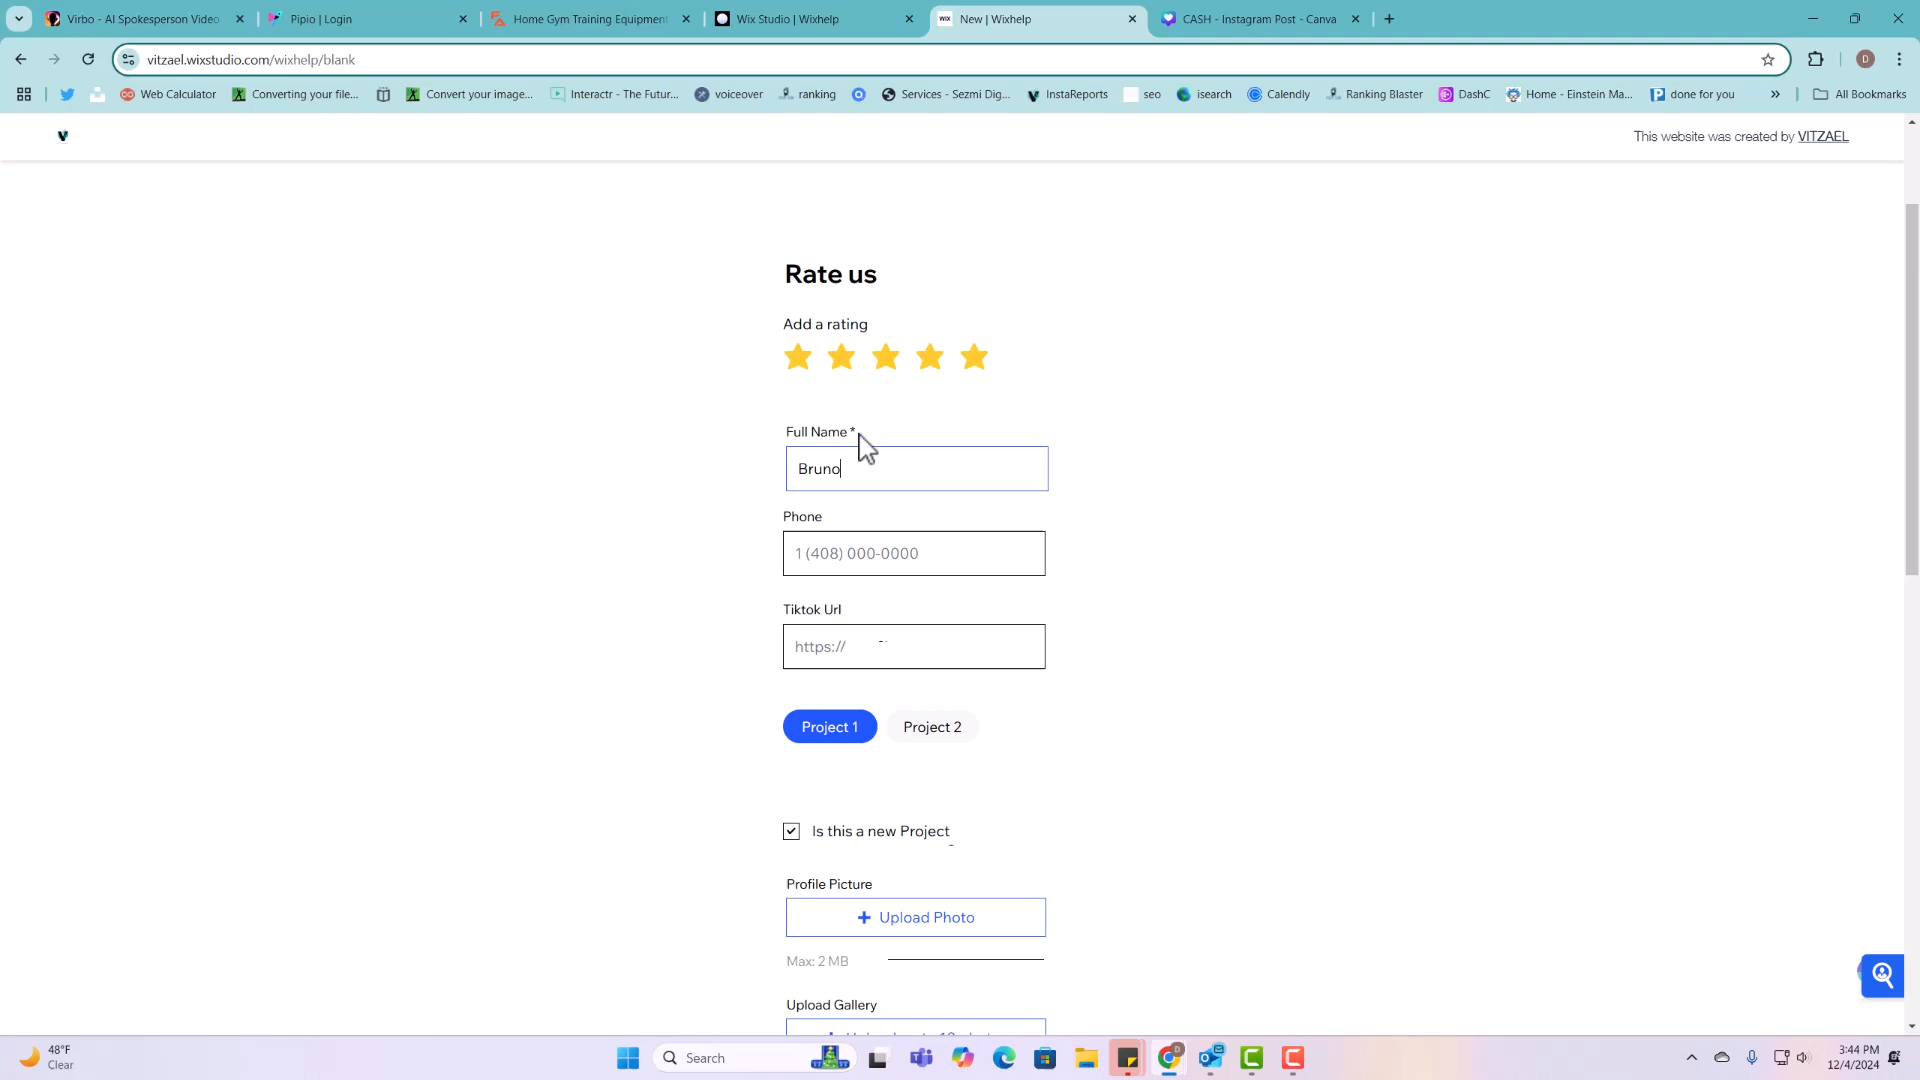 Virbo - AI Spokesperson Video
Pipio | Login
Home Gym Training Equipment
Wix Studio | Wixhelp
WIX New | Wixhelp
CASH - Instagram Post - Canva
vitzael.wixstudio.com/wixhelp/blank
D
Web Calculator
Converting your file...
Convert your image...
Interactr - The Futur...
voiceover
ranking
Services - Sezmi Dig...
InstaReports
seo
isearch
Calendly
Ranking Blaster
DashC
Home - Einstein Ma...
done for you
All Bookmarks
This website was created by VITZAEL
Rate us
Add a rating
Full Name *
Bruno
Phone
1 (408) 000-0000
Tiktok Url
https://
Project 1
Project 2
Is this a new Project
Profile Picture
+ Upload Photo
Max: 2 MB
Upload Gallery
48°F
Clear
Search
3:44 PM
12/4/2024